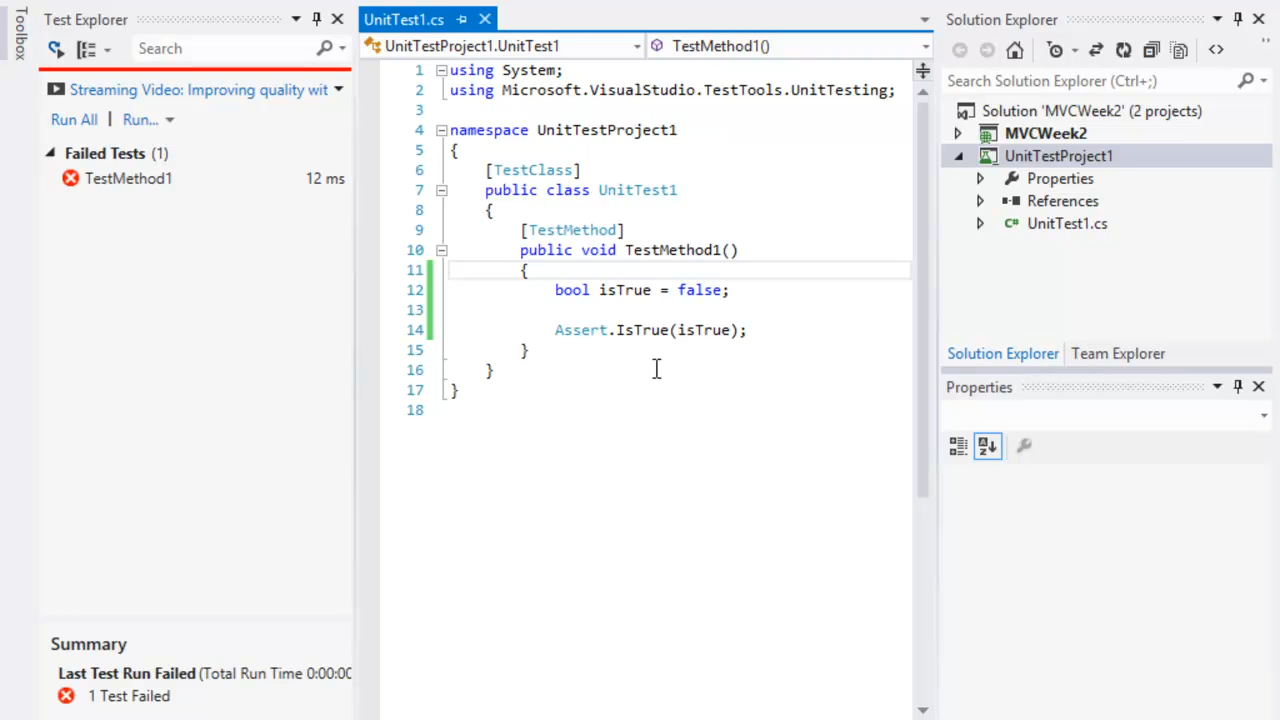 Toolbox
Test Explorer
Search
Streaming Video: Improving quality wit
Run All | Run...
Failed Tests (1)
TestMethod1 12 ms
Summary
Last Test Run Failed (Total Run Time 0:00:00
1 Test Failed
UnitTest1.cs
UnitTestProject1.UnitTest1
TestMethod1()
1 using System;
2 using Microsoft.VisualStudio.TestTools.UnitTesting;
3
4 namespace UnitTestProject1
5 {
6 [TestClass]
7 public class UnitTest1
8 {
9 [TestMethod]
10 public void TestMethod1()
11 {
12 bool isTrue = false;
13
14 Assert.IsTrue(isTrue);
15 }
16 }
17 }
18
Solution Explorer
Search Solution Explorer (Ctrl+;)
Solution 'MVCWeek2' (2 projects)
MVCWeek2
UnitTestProject1
Properties
References
C# UnitTest1.cs
Solution Explorer Team Explorer
Properties